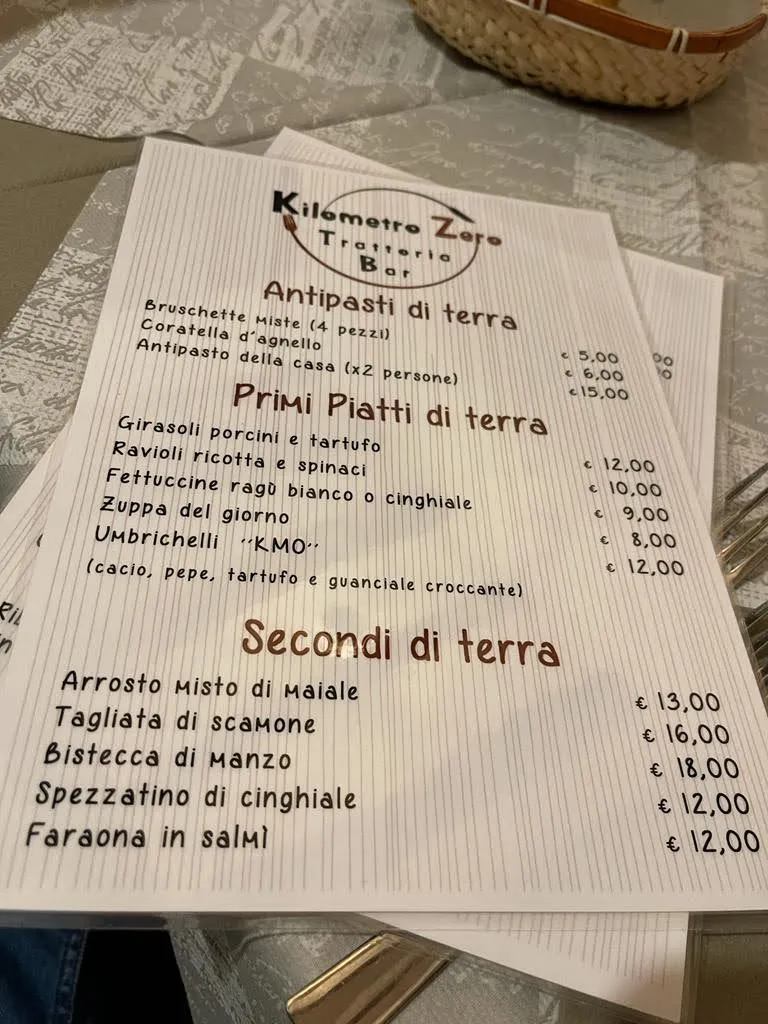 Kilometro Zero
Trattoria
Bar
Antipasti di terra
Bruschette Miste (4 pezzi) € 5,00
Coratella d'agnello € 6,00
Antipasto della casa (x2 persone) € 15,00
Primi Piatti di terra
Girasoli porcini e tartufo € 12,00
Ravioli ricotta e spinaci € 10,00
Fettuccine ragù bianco o cinghiale € 9,00
Zuppa del giorno € 8,00
Umbrichelli "KMO" € 12,00
(cacio, pepe, tartufo e guanciale croccante)
Secondi di terra
Arrosto Misto di Maiale € 13,00
Tagliata di scamone € 16,00
Bistecca di Manzo € 18,00
Spezzatino di cinghiale € 12,00
Faraona in salmì € 12,00